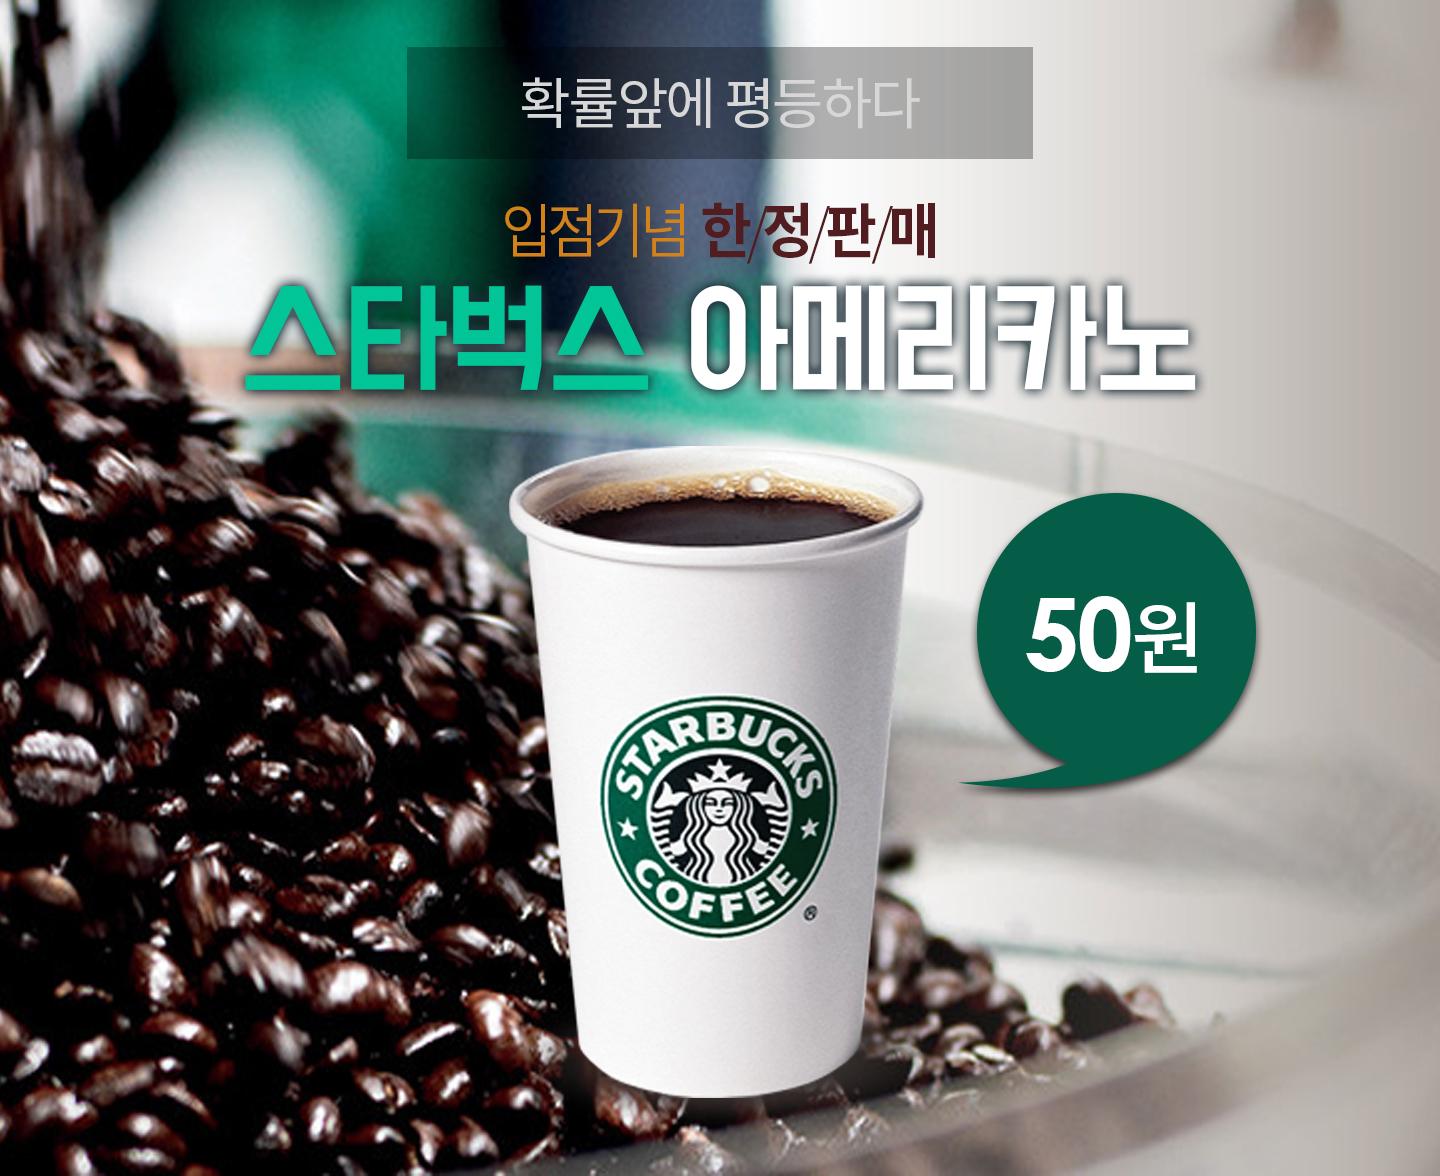 확률앞에 평등하다
입점기념 한/정/판/매
스타벅스 아메리카노
50원
STARBUCKS
COFFEE
®